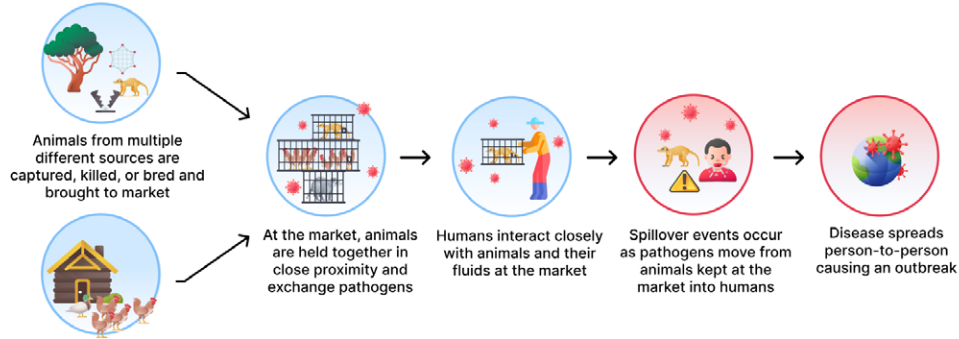 Animals from multiple
different sources are
captured, killed, or bred and
brought to market
At the market, animals
are held together in
close proximity and
exchange pathogens
Humans interact closely
with animals and their
fluids at the market
Spillover events occur
as pathogens move from
animals kept at the
market into humans
Disease spreads
person-to-person
causing an outbreak